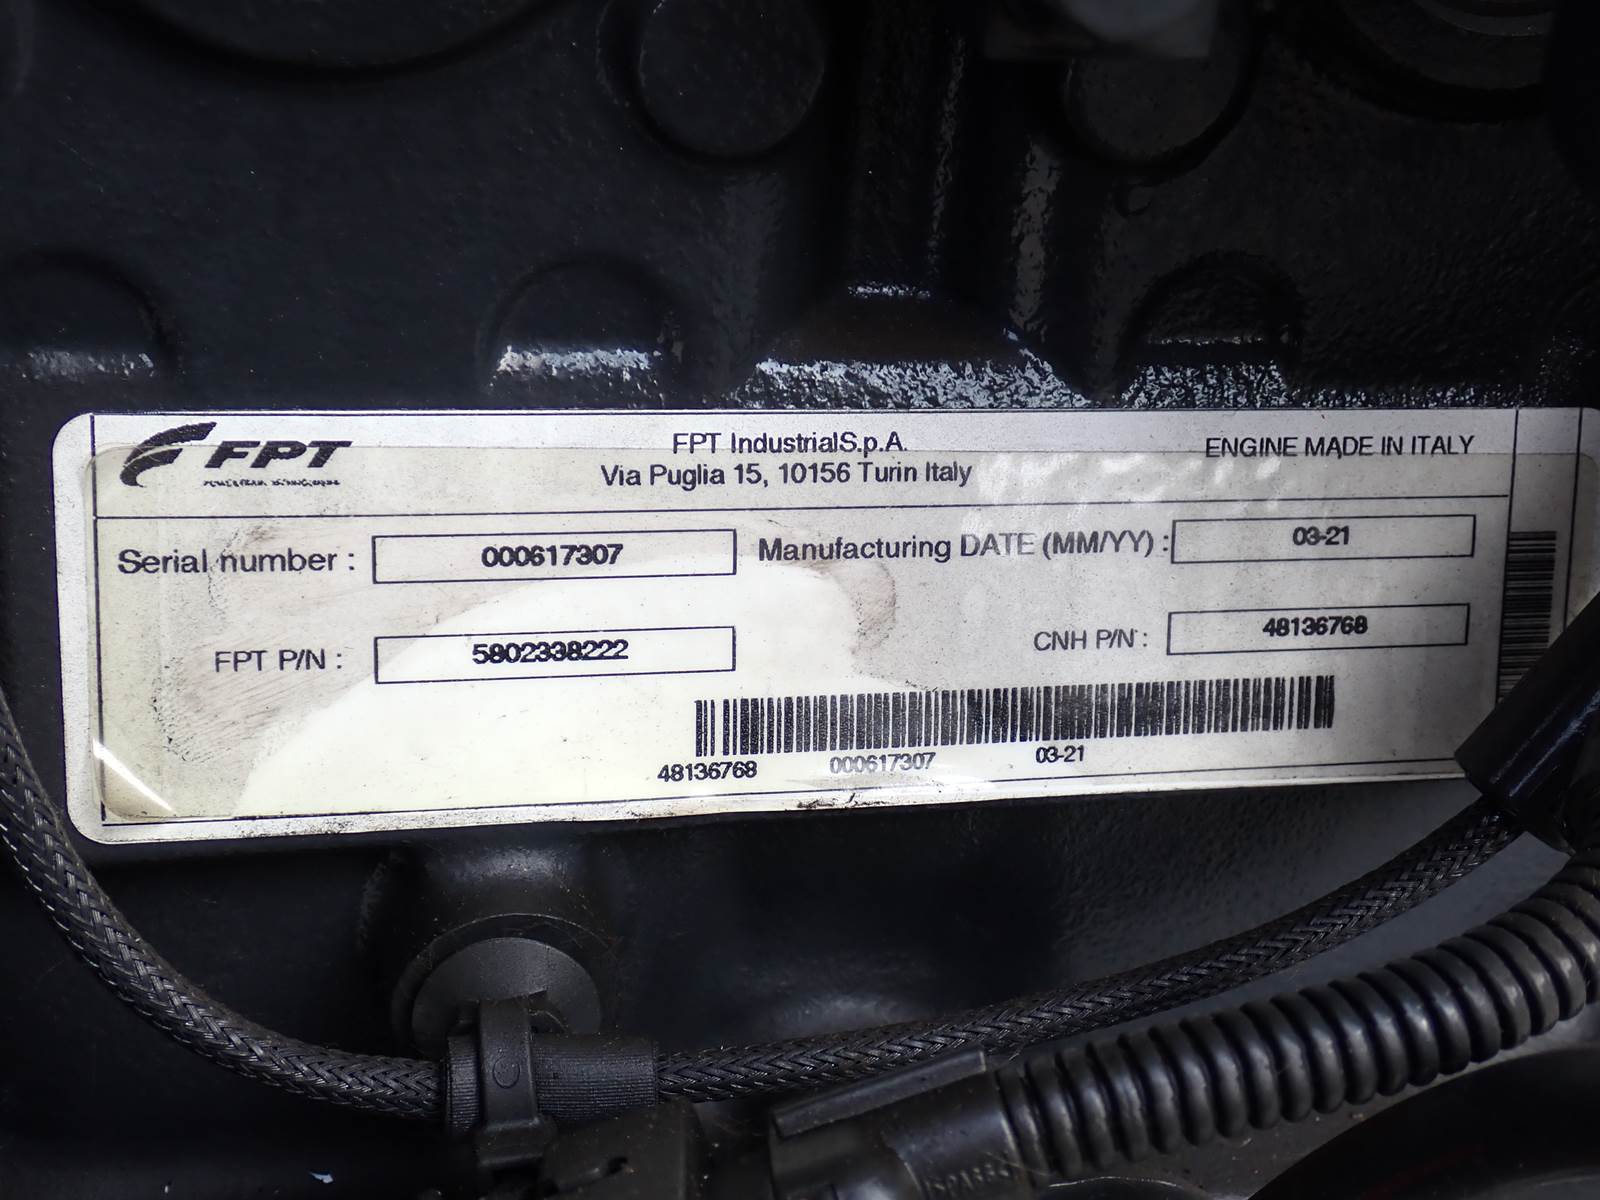 FPT
FPT IndustrialS.p.A.
Via Puglia 15, 10156 Turin Italy
ENGINE MADE IN ITALY
Serial number : 000617307
Manufacturing DATE (MM/YY) : 03-21
FPT P/N : 5802338222
CNH P/N : 48136768
48136768 000617307 03-21